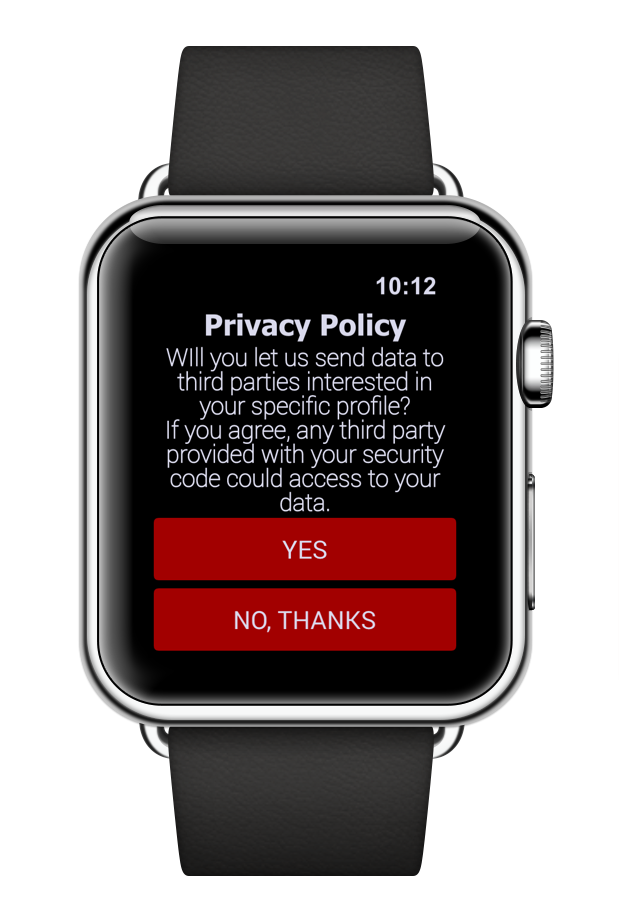 10:12
Privacy Policy
WIll you let us send data to
third parties interested in
your specific profile?
If you agree, any third party
provided with your security
code could access to your
data.
YES
NO, THANKS